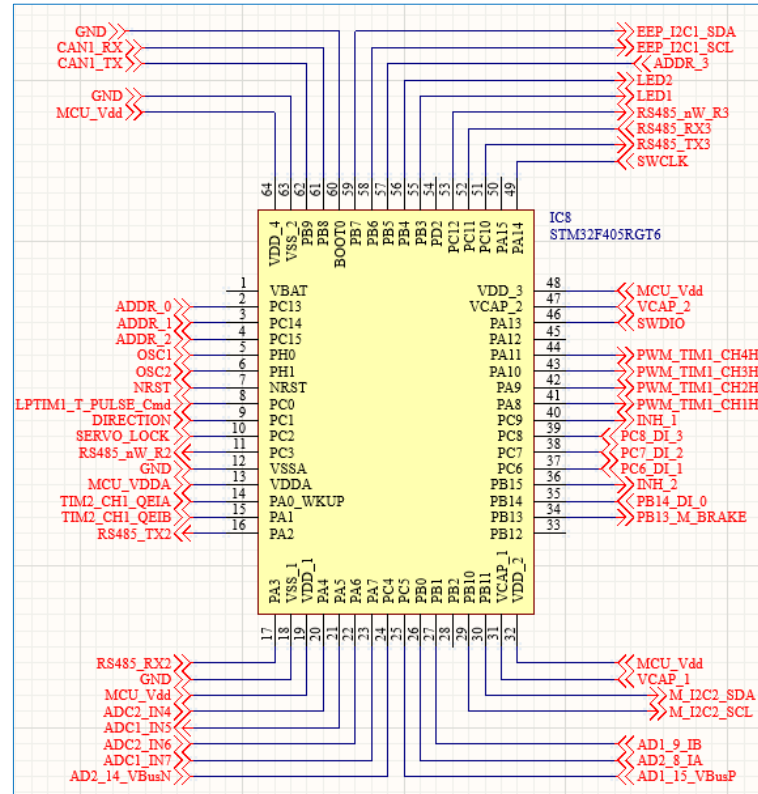 GND
CAN1_RX
CAN1_TX
GND
MCU_Vdd
EEP_I2C1_SDA
EEP_I2C1_SCL
ADDR_3
LED2
LED1
RS485_nW_R3
RS485_RX3
RS485_TX3
SWCLK
64 63 62 61 60 59 58 57 56 55 54 53 52 51 50 49
VDD_4 VSS_2 PB9 PB8 BOOT0 PB7 PB6 PB5 PB4 PB3 PD2 PC12 PC11 PC10 PA15 PA14
IC8
STM32F405RGT6
1 VBAT VDD_3 48 MCU_Vdd
ADDR_0 2 PC13 VCAP_2 47 VCAP_2
ADDR_1 3 PC14 PA13 46 SWDIO
ADDR_2 4 PC15 PA12 45
OSC1 5 PH0 PA11 44 PWM_TIM1_CH4H
OSC2 6 PH1 PA10 43 PWM_TIM1_CH3H
NRST 7 NRST PA9 42 PWM_TIM1_CH2H
LPTIM1_T_PULSE_Cmd 8 PC0 PA8 41 PWM_TIM1_CH1H
DIRECTION 9 PC1 PC9 40 INH_1
SERVO_LOCK 10 PC2 PC8 39 PC8_DI_3
RS485_nW_R2 11 PC3 PC7 38 PC7_DI_2
GND 12 VSSA PC6 37 PC6_DI_1
MCU_VDDA 13 VDDA PB15 36 INH_2
TIM2_CH1_QEIA 14 PA0_WKUP PB14 35 PB14_DI_0
TIM2_CH1_QEIB 15 PA1 PB13 34 PB13_M_BRAKE
RS485_TX2 16 PA2 PB12 33
PA3 VSS_1 VDD_1 PA4 PA5 PA6 PA7 PC4 PC5 PB0 PB1 PB2 PB10 PB11 VCAP_1 VDD_2
17 18 19 20 21 22 23 24 25 26 27 28 29 30 31 32
RS485_RX2
GND
MCU_Vdd
ADC2_IN4
ADC1_IN5
ADC2_IN6
ADC1_IN7
AD2_14_VBusN
MCU_Vdd
VCAP_1
M_I2C2_SDA
M_I2C2_SCL
AD1_9_IB
AD2_8_IA
AD1_15_VBusP